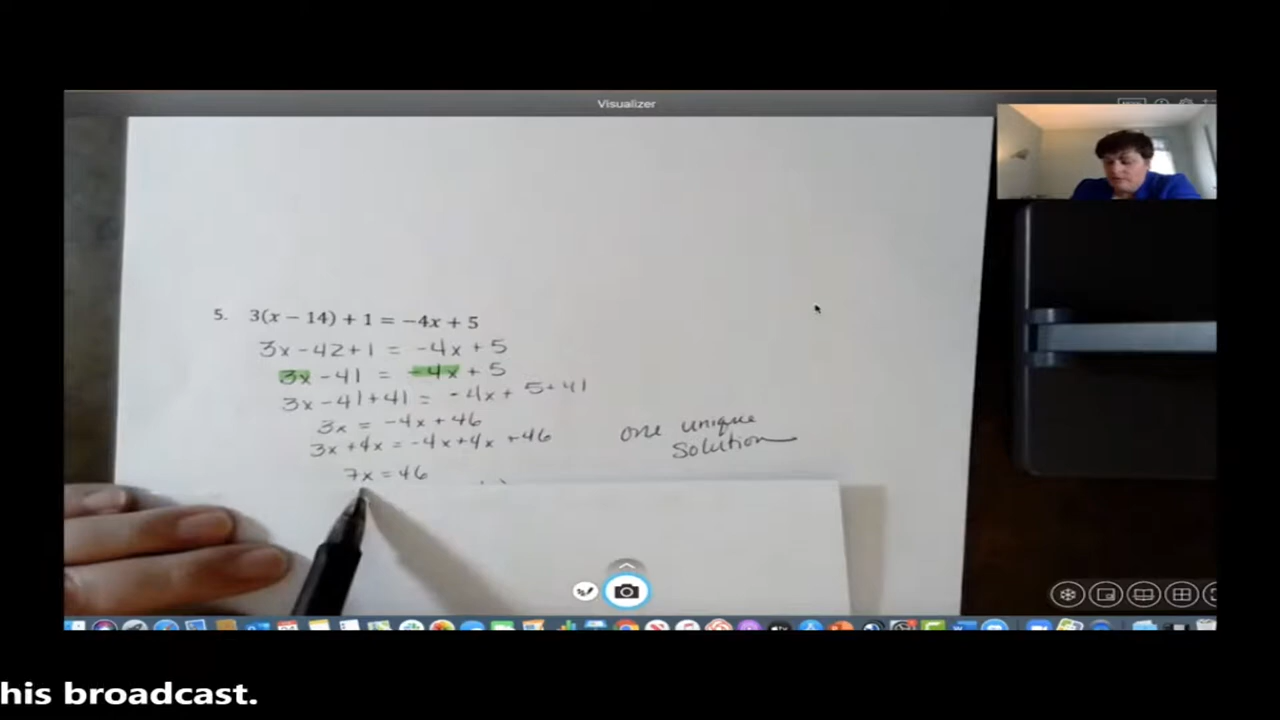 Visualizer
5. 3(x − 14) + 1 = −4x + 5
3x − 42 + 1 = −4x + 5
3x − 41 = −4x + 5
3x − 41 + 41 = −4x + 5 + 41
3x = −4x + 46
3x + 4x = −4x + 4x + 46
7x = 46
one unique
solution
his broadcast.